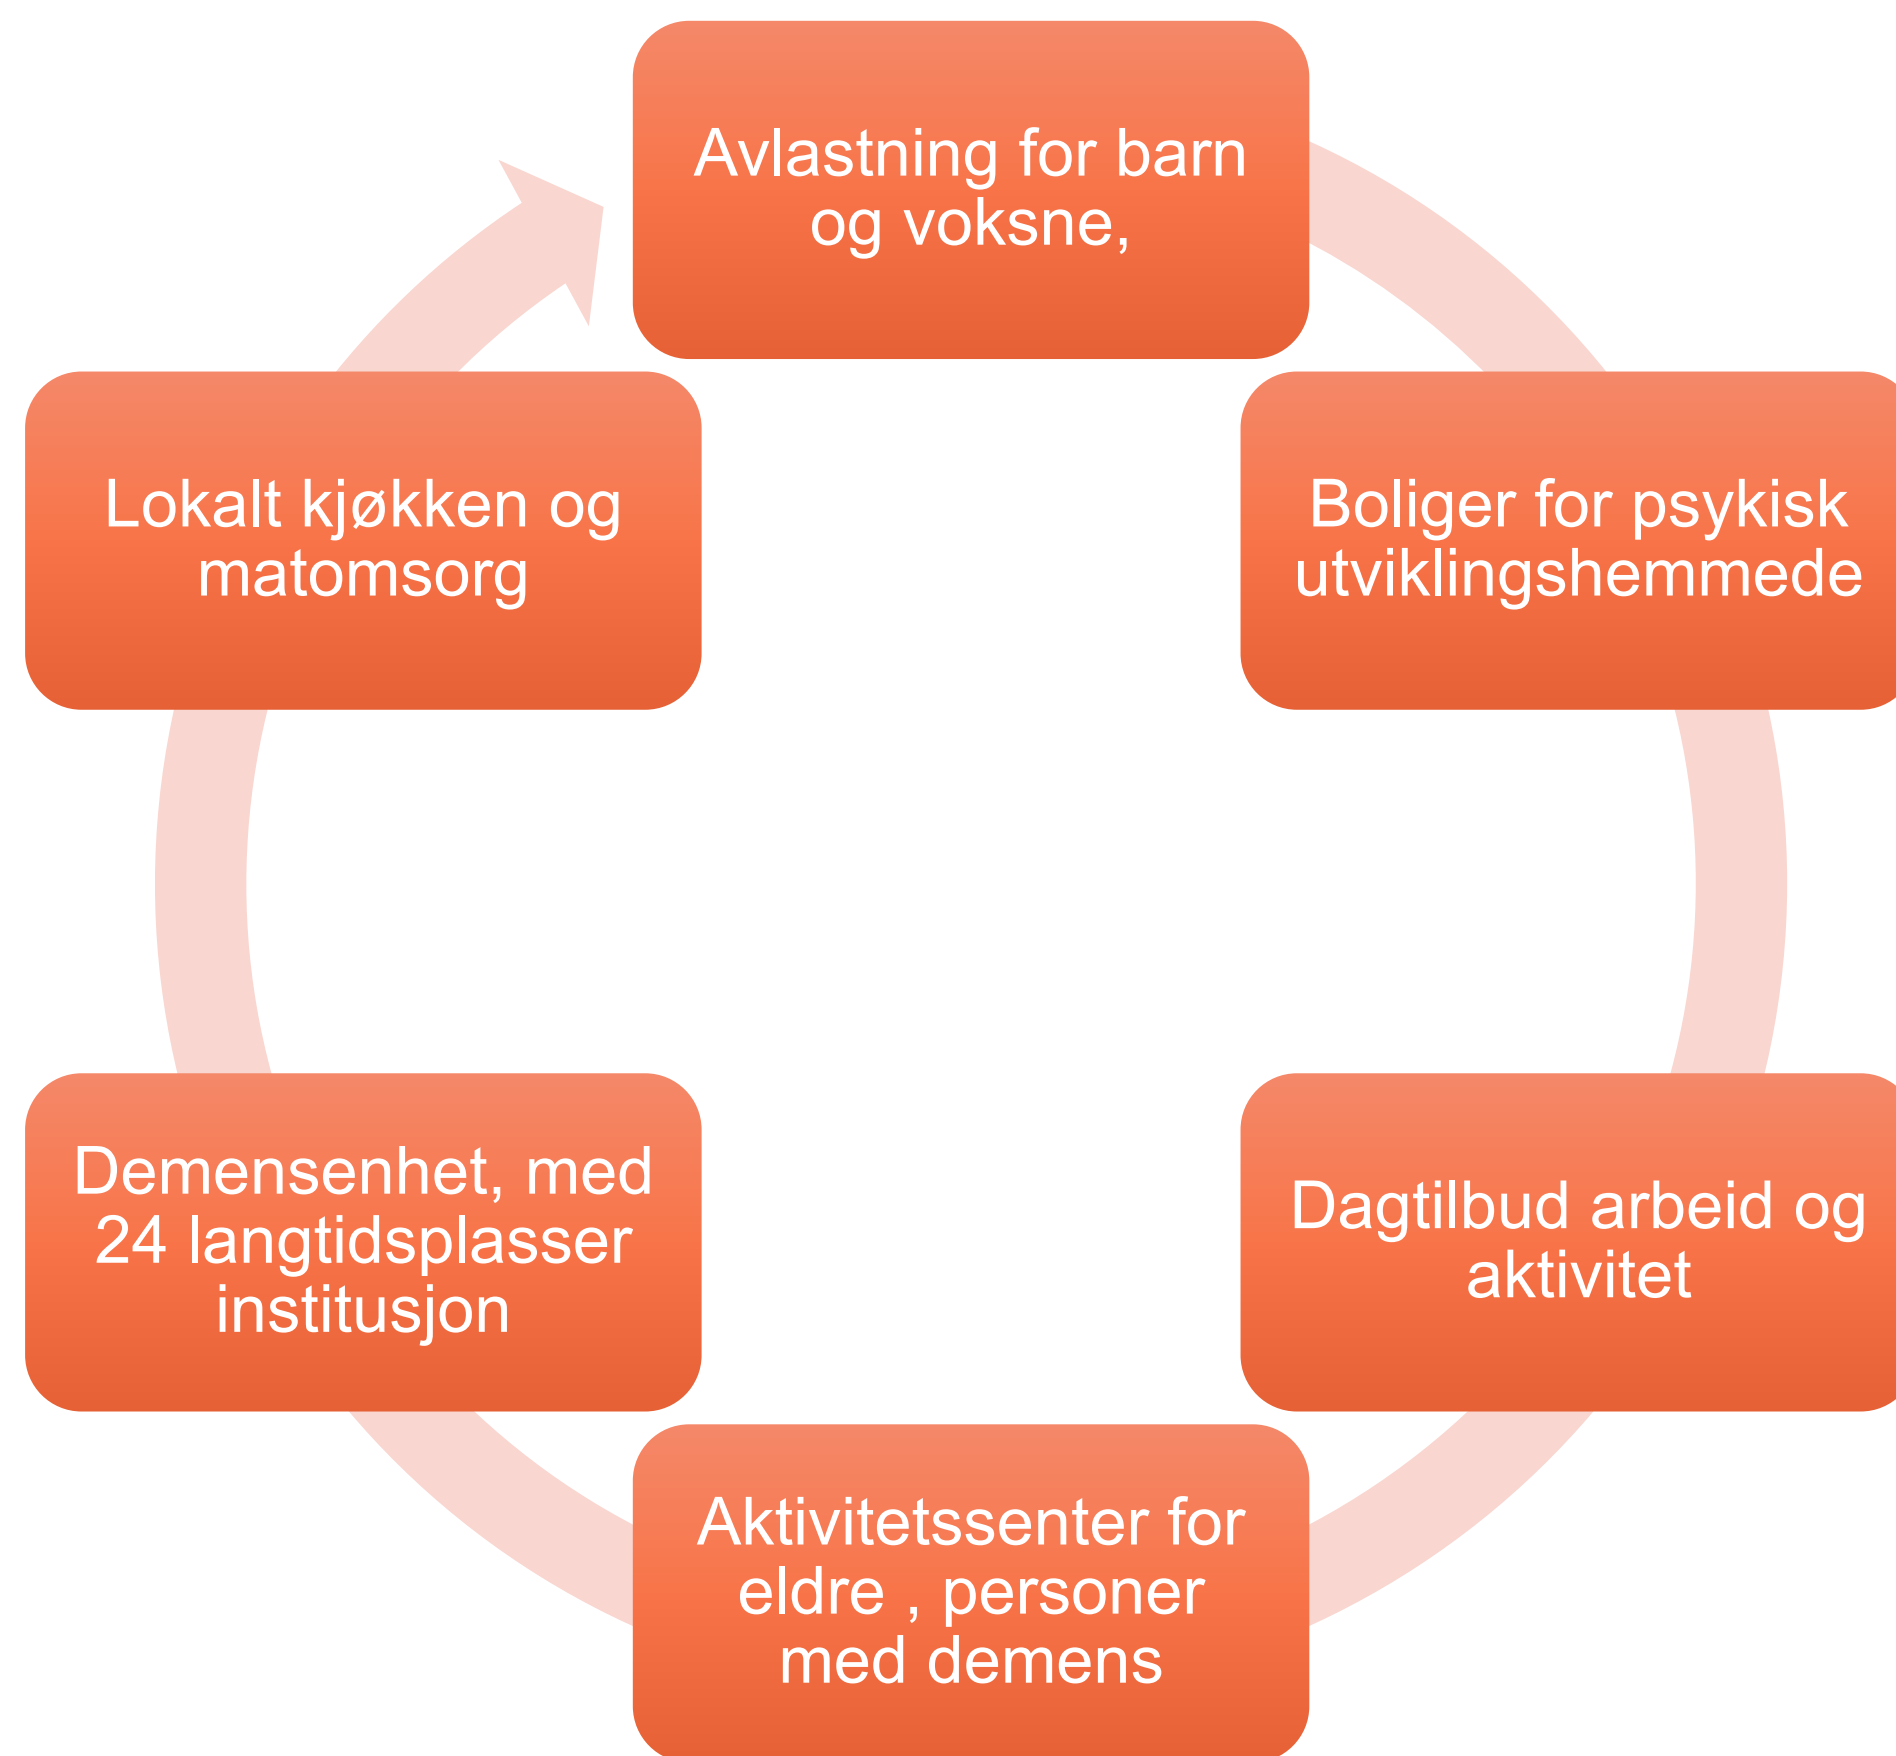 Avlastning for barn
og voksne,
Boliger for psykisk
utviklingshemmede
Dagtilbud arbeid og
aktivitet
Aktivitetssenter for
eldre , personer
med demens
Demensenhet, med
24 langtidsplasser
institusjon
Lokalt kjøkken og
matomsorg